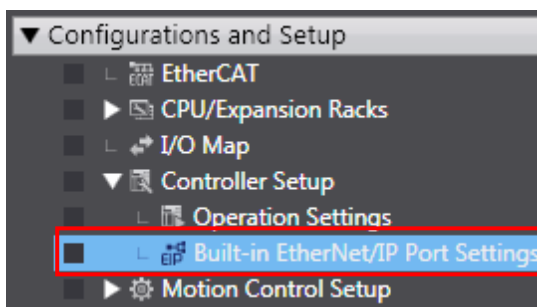 ▼ Configurations and Setup
EtherCAT
▶ CPU/Expansion Racks
I/O Map
▼ Controller Setup
Operation Settings
EIP Built-in EtherNet/IP Port Settings
▶ Motion Control Setup